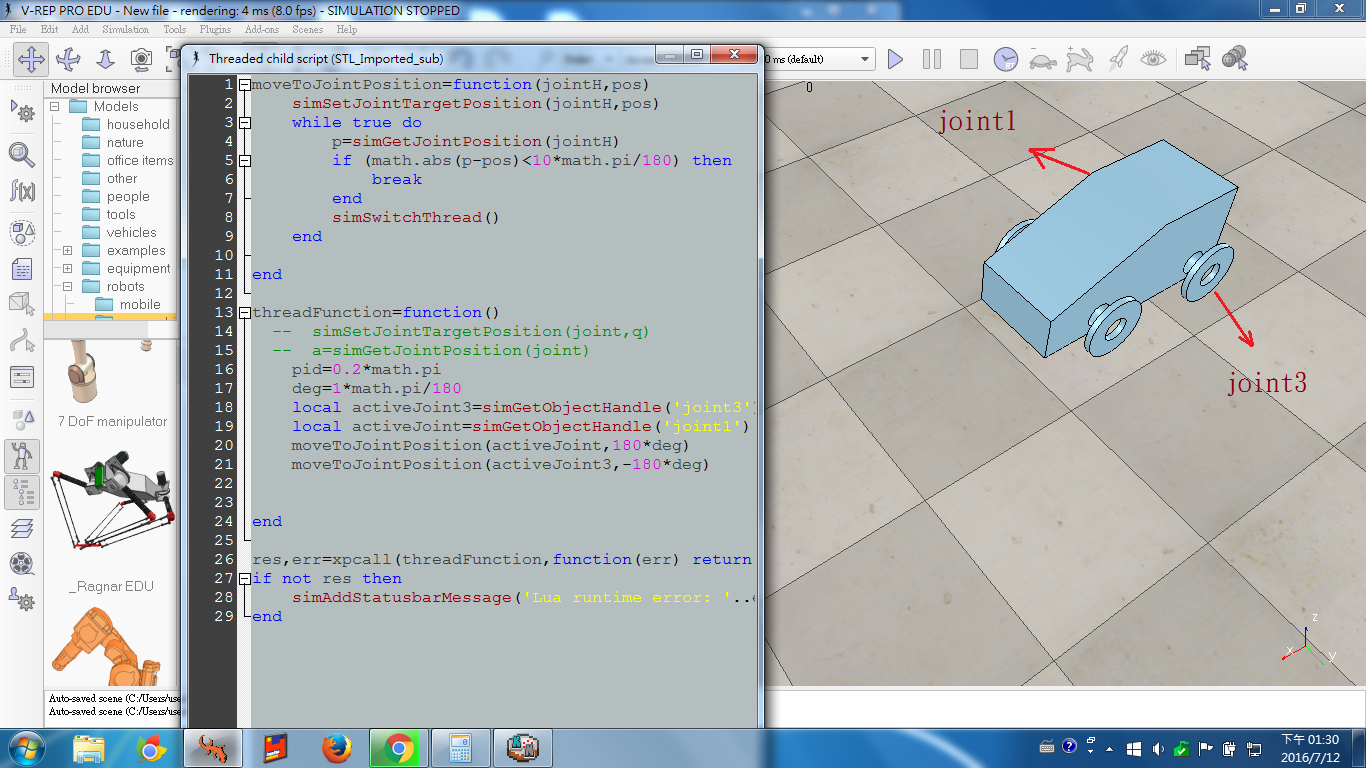 V-REP PRO EDU - New file - rendering: 4 ms (8.0 fps) - SIMULATION STOPPED
File Edit Add Simulation Tools Plugins Add-ons Scenes Help
Threaded child script (STL_Imported_sub)
0 ms (default)
Model browser
Models
household
nature
office items
other
people
tools
vehicles
examples
equipment
robots
mobile
7 DoF manipulator
_Ragnar EDU
Auto-saved scene (C:/Users/use
Auto-saved scene (C:/Users/use
1 moveToJointPosition=function(jointH,pos)
2 simSetJointTargetPosition(jointH,pos)
3 while true do
4 p=simGetJointPosition(jointH)
5 if (math.abs(p-pos)<10*math.pi/180) then
6 break
7 end
8 simSwitchThread()
9 end
10
11 end
12
13 threadFunction=function()
14 -- simSetJointTargetPosition(joint,q)
15 -- a=simGetJointPosition(joint)
16 pid=0.2*math.pi
17 deg=1*math.pi/180
18 local activeJoint3=simGetObjectHandle('joint3'
19 local activeJoint=simGetObjectHandle('joint1')
20 moveToJointPosition(activeJoint,180*deg)
21 moveToJointPosition(activeJoint3,-180*deg)
22
23
24 end
25
26 res,err=xpcall(threadFunction,function(err) return
27 if not res then
28 simAddStatusbarMessage('Lua runtime error: '..e
29 end
0
joint1
joint3
z
x
y
f(x)
下午 01:30
2016/7/12